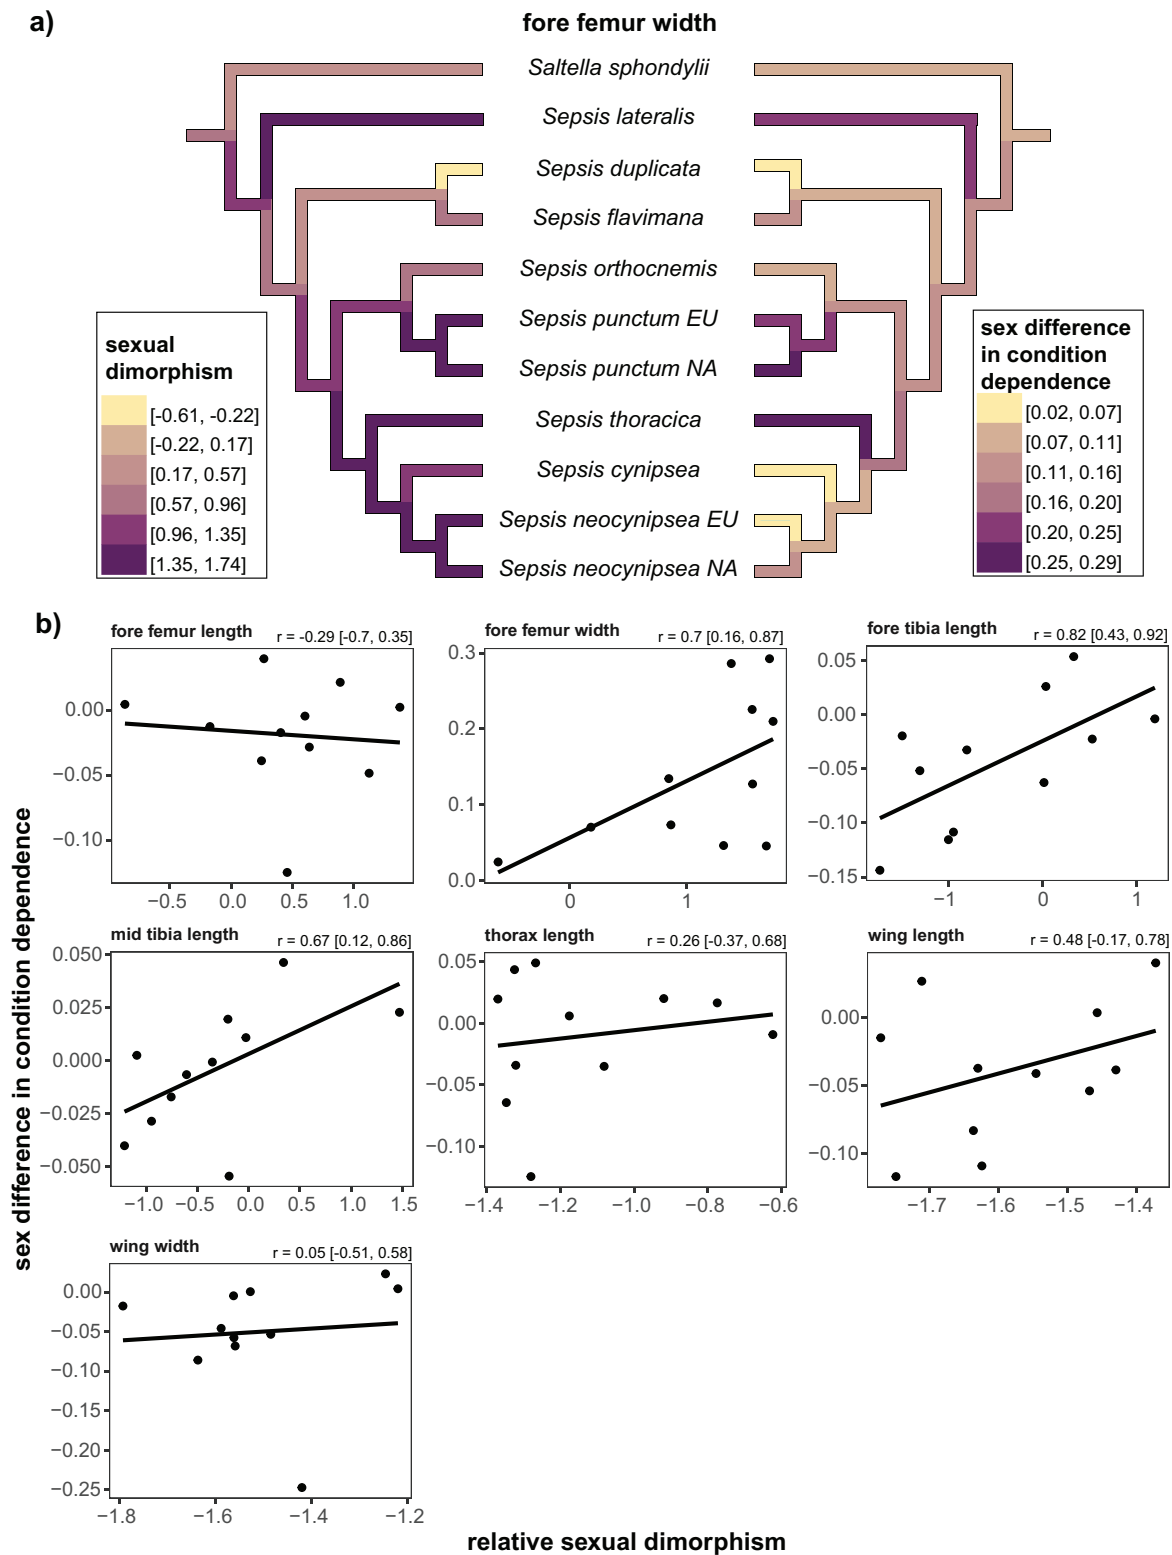 a)
fore femur width
Saltella sphondylii
Sepsis lateralis
Sepsis duplicata
Sepsis flavimana
Sepsis orthocnemis
Sepsis punctum EU
Sepsis punctum NA
Sepsis thoracica
Sepsis cynipsea
Sepsis neocynipsea EU
Sepsis neocynipsea NA
sexual
dimorphism
[-0.61, -0.22]
[-0.22, 0.17]
[0.17, 0.57]
[0.57, 0.96]
[0.96, 1.35]
[1.35, 1.74]
sex difference
in condition
dependence
[0.02, 0.07]
[0.07, 0.11]
[0.11, 0.16]
[0.16, 0.20]
[0.20, 0.25]
[0.25, 0.29]
b)
sex difference in condition dependence
fore femur length r = -0.29 [-0.7, 0.35]
0.00
−0.05
−0.10
−0.5 0.0 0.5 1.0
fore femur width r = 0.7 [0.16, 0.87]
0.3
0.2
0.1
0.0
0 1
fore tibia length r = 0.82 [0.43, 0.92]
0.05
0.00
−0.05
−0.10
−0.15
−1 0 1
mid tibia length r = 0.67 [0.12, 0.86]
0.050
0.025
0.000
−0.025
−0.050
−1.0 −0.5 0.0 0.5 1.0 1.5
thorax length r = 0.26 [-0.37, 0.68]
0.05
0.00
−0.05
−0.10
−1.4 −1.2 −1.0 −0.8 −0.6
wing length r = 0.48 [-0.17, 0.78]
0.00
−0.05
−0.10
−1.7 −1.6 −1.5 −1.4
wing width r = 0.05 [-0.51, 0.58]
0.00
−0.05
−0.10
−0.15
−0.20
−0.25
−1.8 −1.6 −1.4 −1.2
relative sexual dimorphism